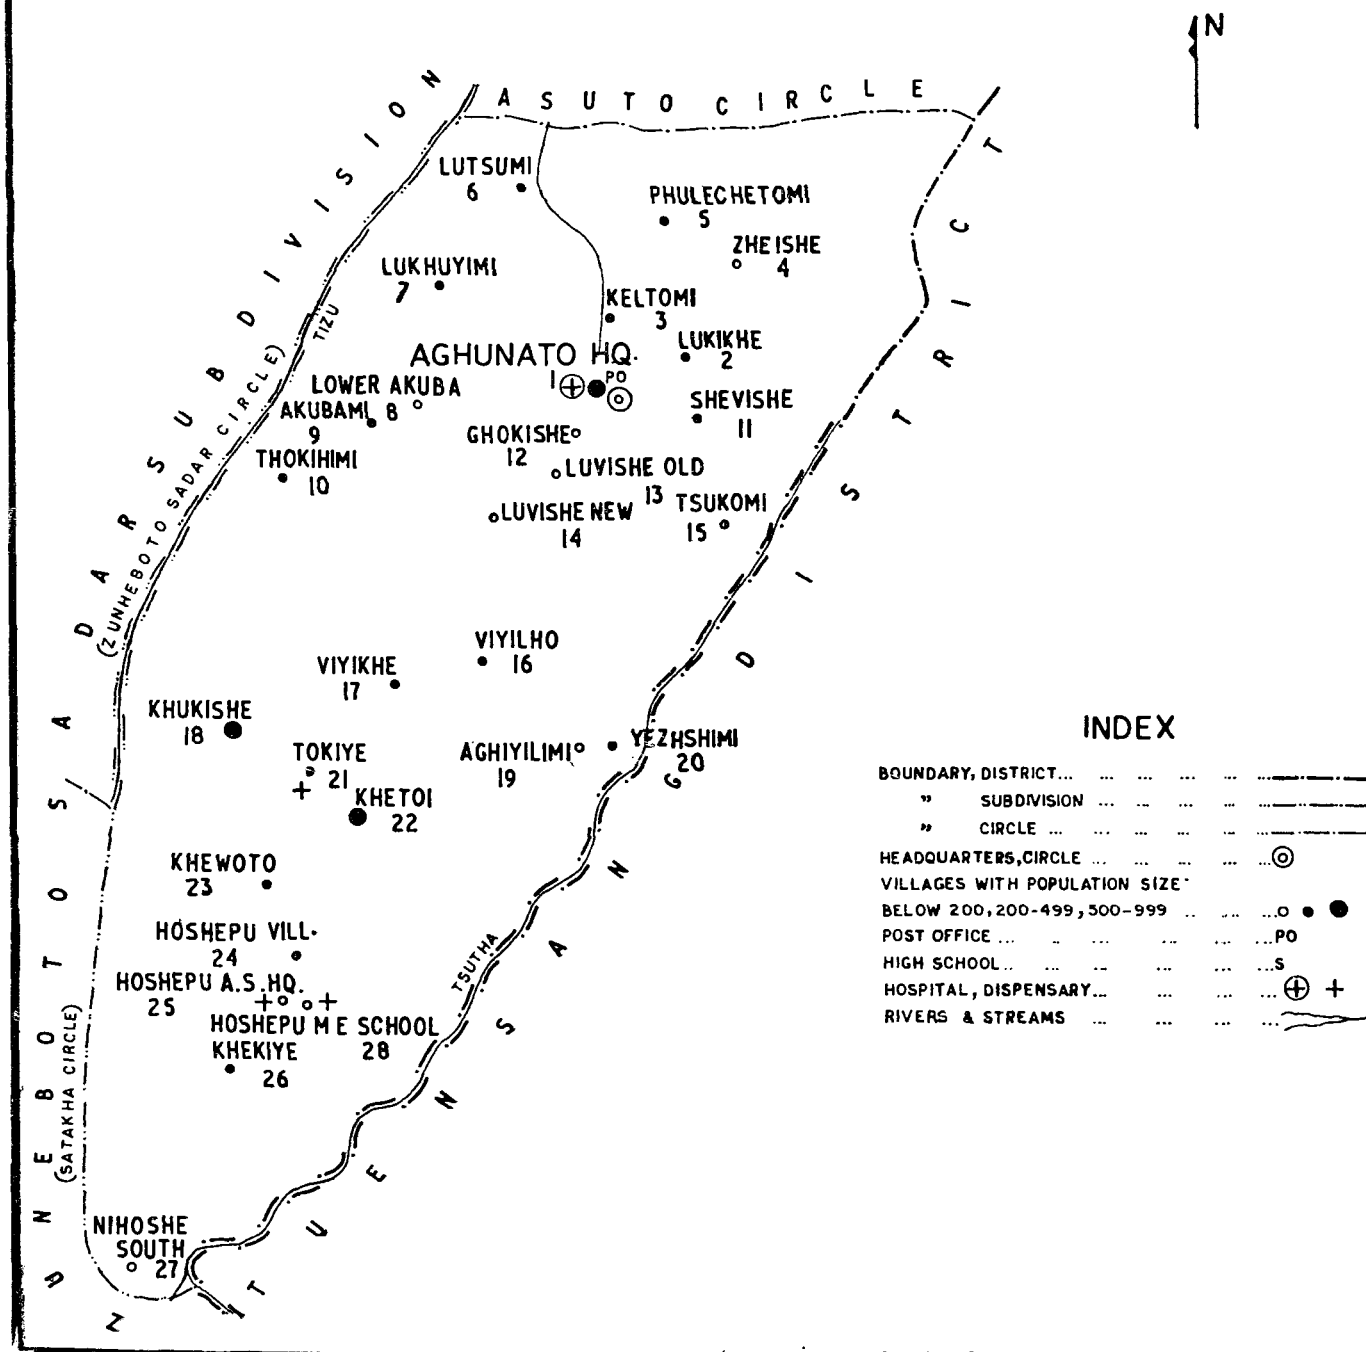 N
ASUTO CIRCLE
ZUNHEBOTO SADAR SUBDIVISION
(ZUNHEBOTO SADAR CIRCLE)
(SATAKHA CIRCLE)
TUENSANG DISTRICT
TIZU
TSUTHA
LUTSUMI
6
PHULECHETOMI
5
ZHEISHE
4
LUKHUYIMI
7
KELTOMI
3
LUKIKHE
2
AGHUNATO HQ.
1
PO
LOWER AKUBA
8
AKUBAMI
9
SHEVISHE
11
GHOKISHE
12
THOKIHIMI
10
LUVISHE OLD
13
TSUKOMI
15
LUVISHE NEW
14
VIYILHO
16
VIYIKHE
17
KHUKISHE
18
TOKIYE
21
AGHIYILIMI
19
YEZHSHIMI
20
KHETOI
22
KHEWOTO
23
HOSHEPU VILL.
24
HOSHEPU A.S.HQ.
25
HOSHEPU M E SCHOOL
28
KHEKIYE
26
NIHOSHE
SOUTH
27
INDEX
BOUNDARY, DISTRICT... ... ... ... ... ...
" SUBDIVISION ... ... ... ... ...
" CIRCLE ... ... ... ... ... ...
HEADQUARTERS, CIRCLE ... ... ... ... ...
VILLAGES WITH POPULATION SIZE
BELOW 200, 200-499, 500-999 ... ... ...
POST OFFICE ... ... ... ... ... ... PO
HIGH SCHOOL ... ... ... ... ... ... S
HOSPITAL, DISPENSARY... ... ... ...
RIVERS & STREAMS ... ... ... ...